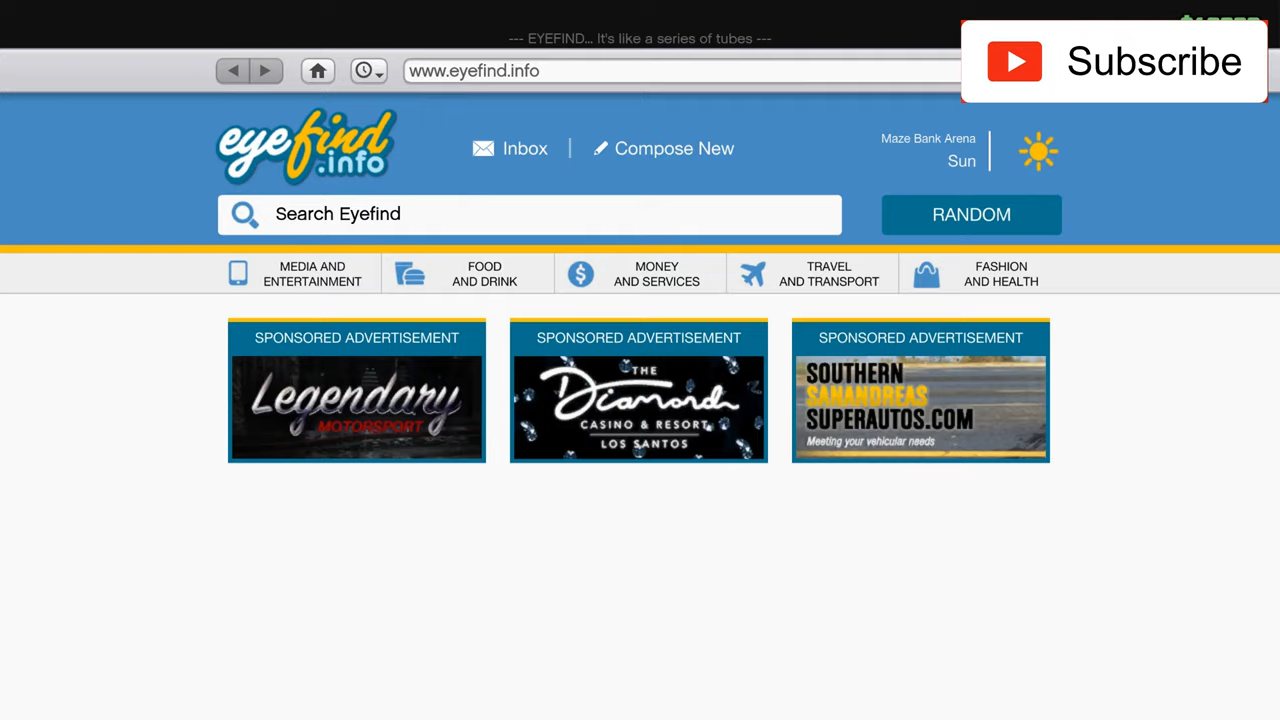 --- EYEFIND... It's like a series of tubes ---
www.eyefind.info
Subscribe
eyefind
.info
Inbox
Compose New
Maze Bank Arena
Sun
Search Eyefind
RANDOM
MEDIA AND
ENTERTAINMENT
FOOD
AND DRINK
MONEY
AND SERVICES
TRAVEL
AND TRANSPORT
FASHION
AND HEALTH
SPONSORED ADVERTISEMENT
Legendary
MOTORSPORT
SPONSORED ADVERTISEMENT
THE
Diamond
CASINO & RESORT
LOS SANTOS
SPONSORED ADVERTISEMENT
SOUTHERN
SANANDREAS
SUPERAUTOS.COM
Meeting your vehicular needs